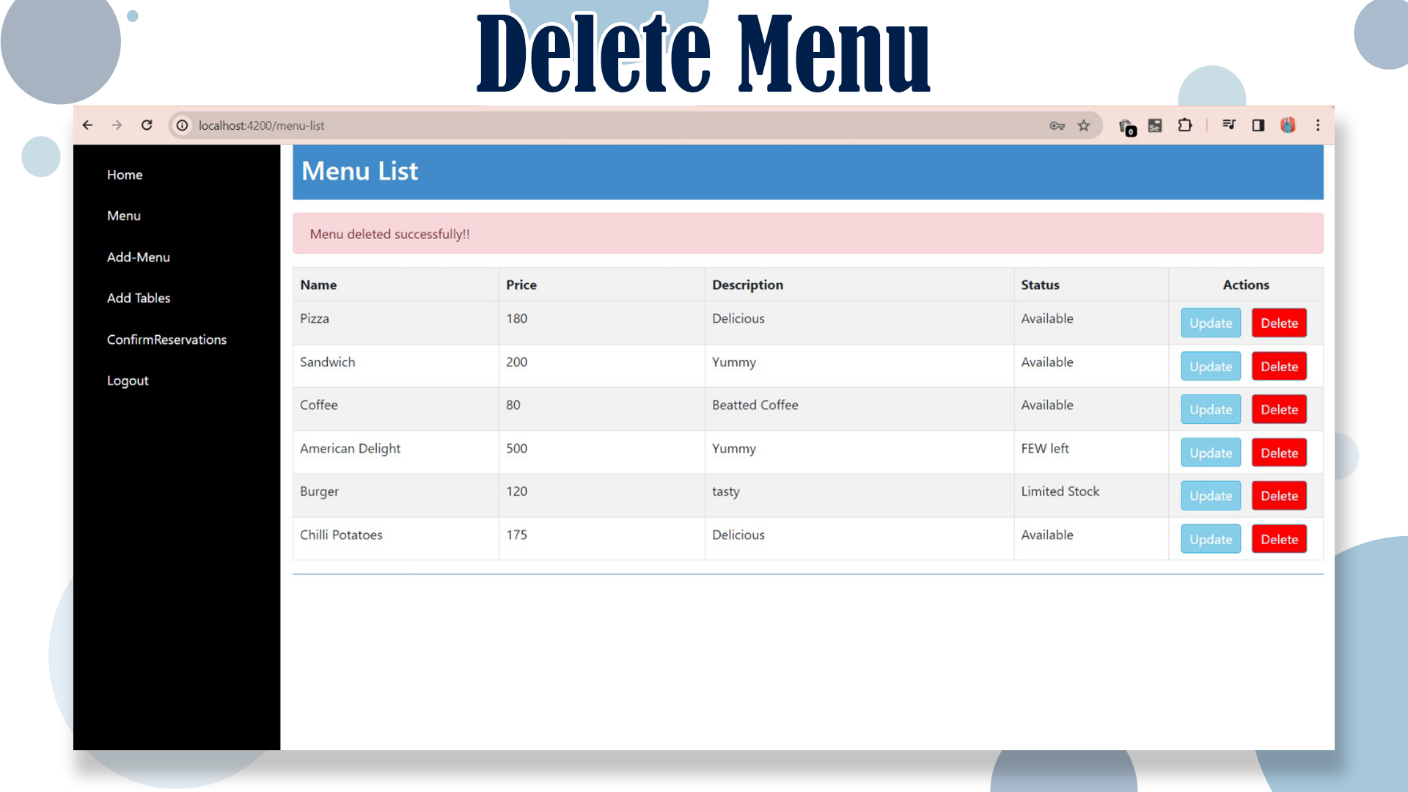 Delete Menu
localhost:4200/menu-list
0
Se
Home
Menu
Add-Menu
Add Tables
ConfirmReservations
Logout
Menu List
Menu deleted successfully!!
Name Price Description Status Actions
Pizza 180 Delicious Available Update Delete
Sandwich 200 Yummy Available Update Delete
Coffee 80 Beatted Coffee Available Update Delete
American Delight 500 Yummy FEW left Update Delete
Burger 120 tasty Limited Stock Update Delete
Chilli Potatoes 175 Delicious Available Update Delete